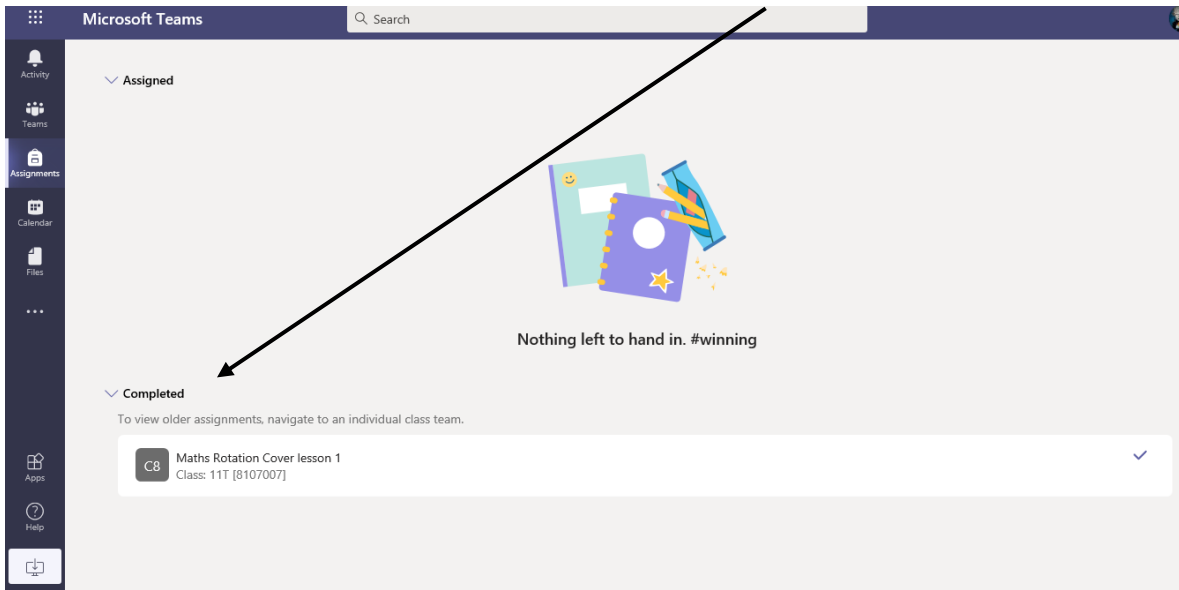 Microsoft Teams
Search
Activity
Teams
Assignments
Calendar
Files
Apps
Help
Assigned
Nothing left to hand in. #winning
Completed
To view older assignments, navigate to an individual class team.
C8
Maths Rotation Cover lesson 1
Class: 11T [8107007]